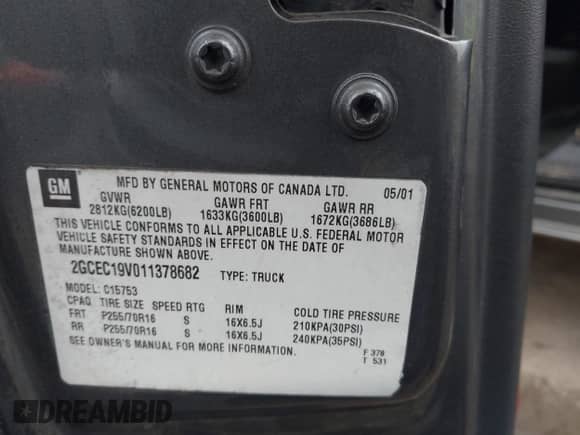 GM
MFD BY GENERAL MOTORS OF CANADA LTD. 05/01
GVWR GAWR FRT GAWR RR
2812KG(6200LB) 1633KG(3600LB) 1672KG(3686LB)
THIS VEHICLE CONFORMS TO ALL APPLICABLE U.S. FEDERAL MOTOR
VEHICLE SAFETY STANDARDS IN EFFECT ON THE DATE OF
MANUFACTURE SHOWN ABOVE.
2GCEC19V011378682 TYPE: TRUCK
MODEL: C15753
CPAQ TIRE SIZE SPEED RTG RIM COLD TIRE PRESSURE
FRT P255/70R16 S 16X6.5J 210KPA(30PSI)
RR P255/70R16 S 16X6.5J 240KPA(35PSI)
SEE OWNER'S MANUAL FOR MORE INFORMATION.
F 378
T 531
DREAMBID